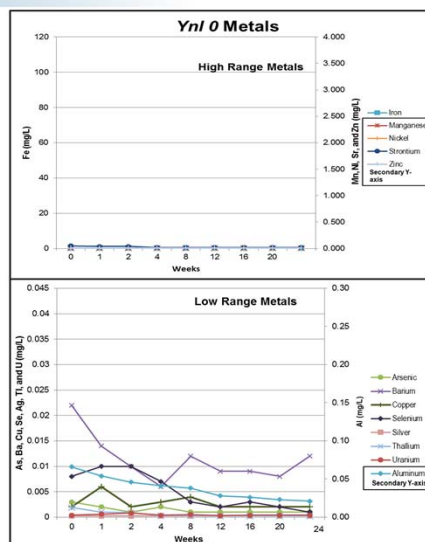 Ynl 0 Metals
High Range Metals
Fe (mg/L)
120
100
80
60
40
20
0
4.000
3.500
3.000
2.500
2.000
1.500
1.000
0.500
0.000
Mn, Ni, Sr, and Zn (mg/L)
Iron
Manganese
Nickel
Strontium
Secondary Y-axis
Zinc
0 1 2 4 8 12 16 20
Weeks
Low Range Metals
As, Ba, Cu, Se, Ag, Tl, and U (mg/L)
0.045
0.04
0.035
0.03
0.025
0.02
0.015
0.01
0.005
0
0.30
0.25
0.20
0.15
0.10
0.05
0.00
Al (mg/L)
Arsenic
Barium
Copper
Selenium
Silver
Thallium
Uranium
Aluminum
Secondary Y-axis
0 1 2 4 8 12 16 20 24
Weeks